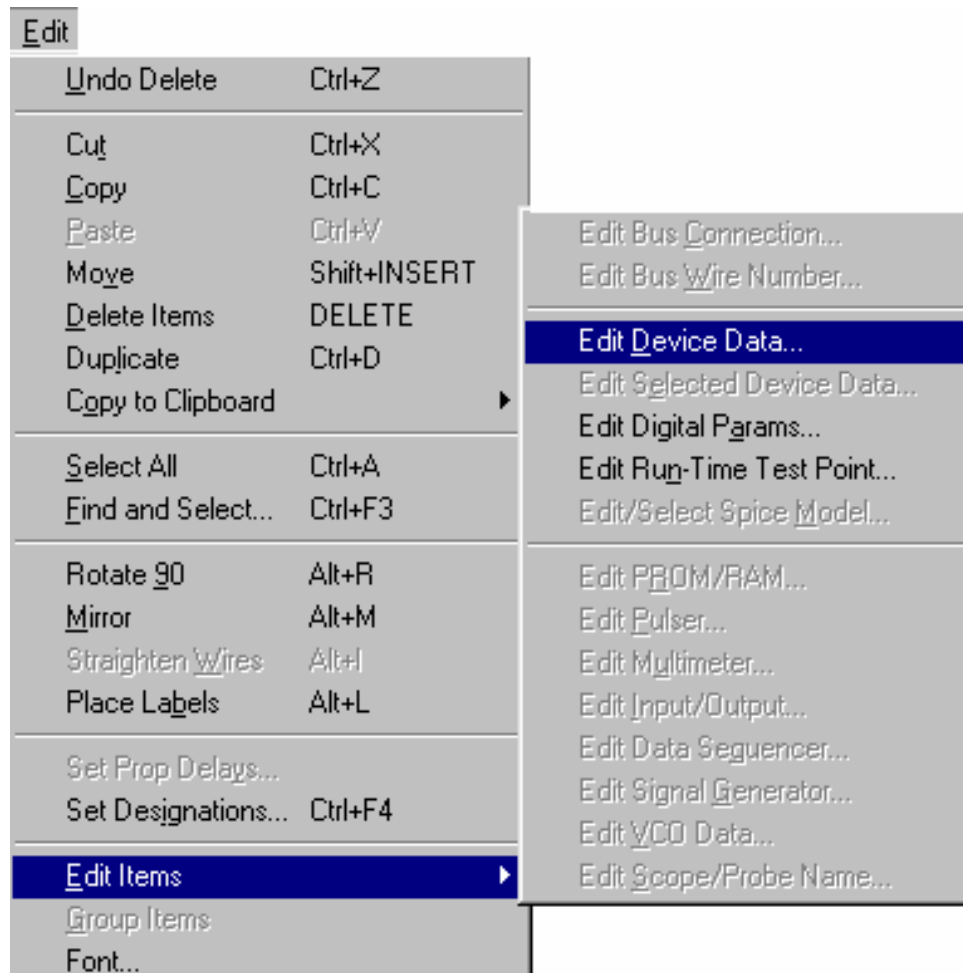 Edit
Undo Delete Ctrl+Z
Cut Ctrl+X
Copy Ctrl+C
Paste Ctrl+V
Move Shift+INSERT
Delete Items DELETE
Duplicate Ctrl+D
Copy to Clipboard
Select All Ctrl+A
Find and Select... Ctrl+F3
Rotate 90 Alt+R
Mirror Alt+M
Straighten Wires Alt+I
Place Labels Alt+L
Set Prop Delays...
Set Designations... Ctrl+F4
Edit Items
Group Items
Font...
Edit Bus Connection...
Edit Bus Wire Number...
Edit Device Data...
Edit Selected Device Data...
Edit Digital Params...
Edit Run-Time Test Point...
Edit/Select Spice Model...
Edit PROM/RAM...
Edit Pulser...
Edit Multimeter...
Edit Input/Output...
Edit Data Sequencer...
Edit Signal Generator...
Edit VCO Data...
Edit Scope/Probe Name...